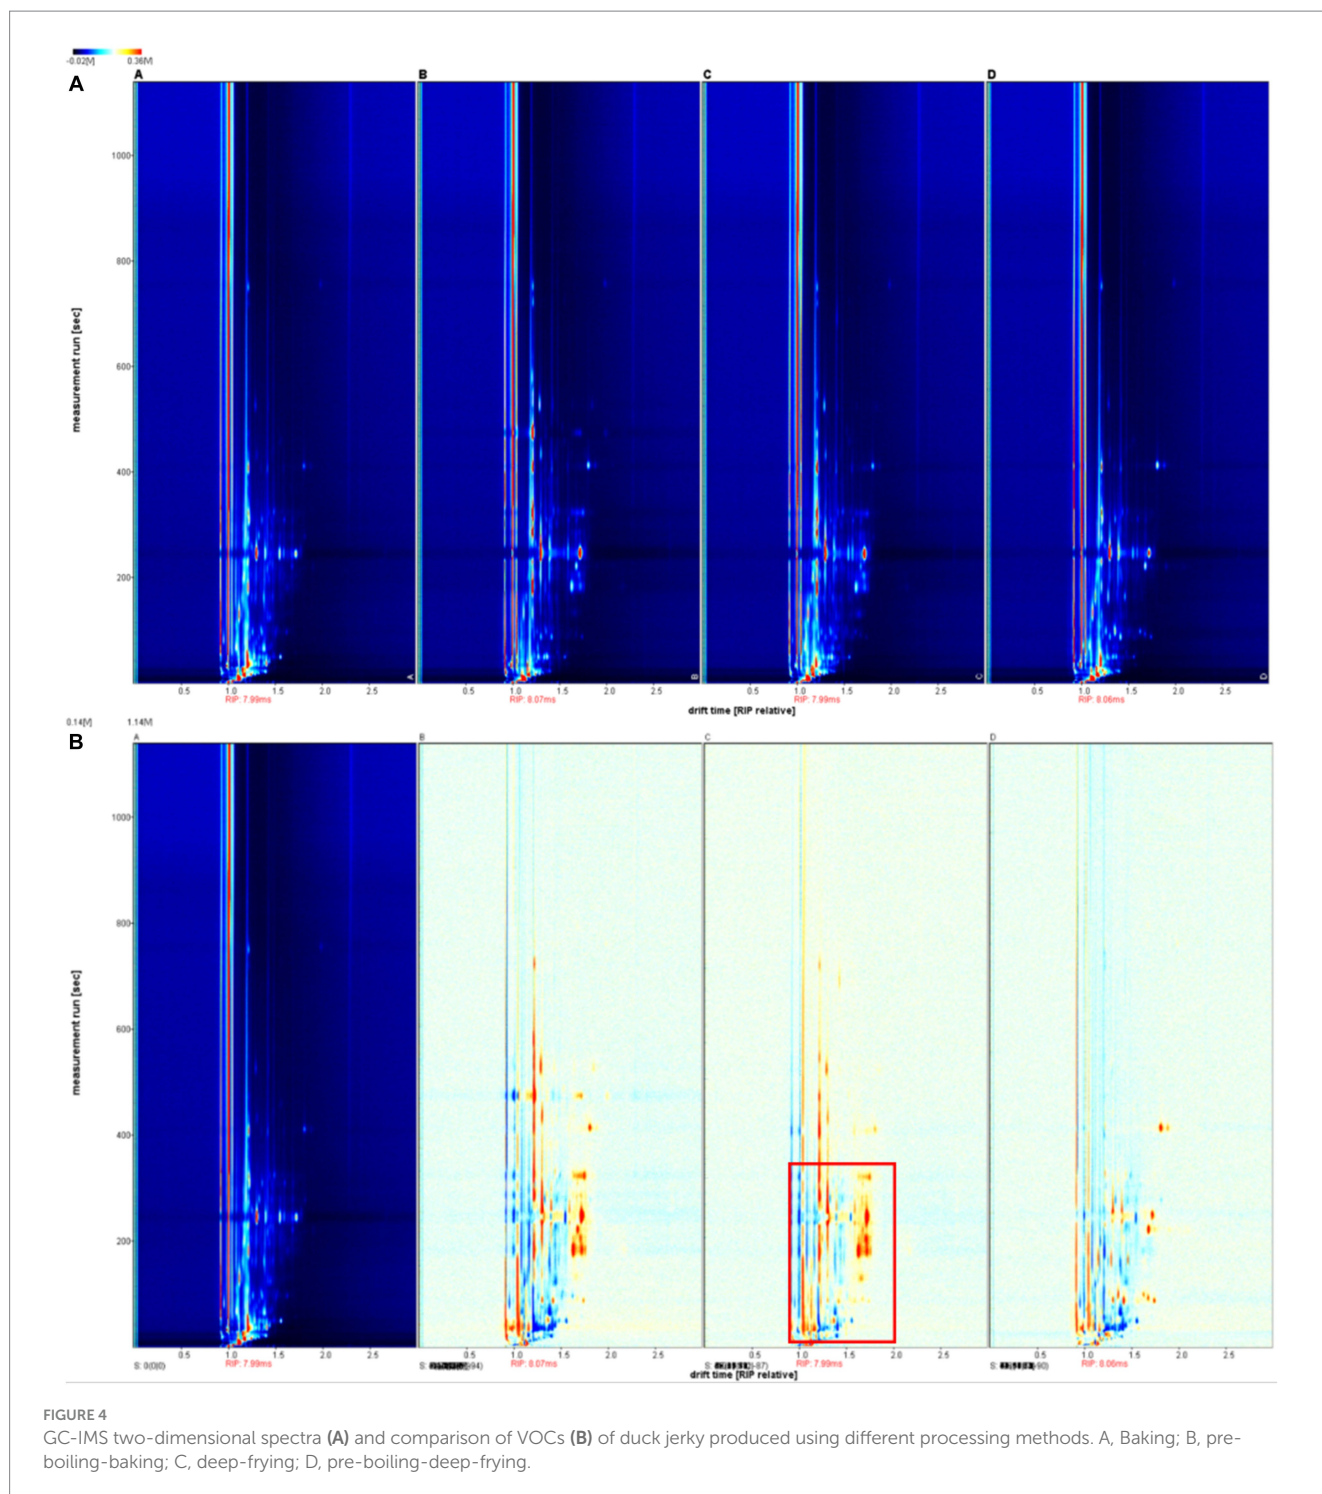 -0.02[V] 0.36[V]
A
A B C D
1000
800
600
400
200
measurement run [sec]
A B C D
0.5 1.0 1.5 2.0 2.5 0.5 1.0 1.5 2.0 2.5 0.5 1.0 1.5 2.0 2.5 0.5 1.0 1.5 2.0 2.5
RIP: 7.99ms RIP: 8.07ms RIP: 7.99ms RIP: 8.06ms
drift time [RIP relative]
0.14[V] 1.14[V]
B
A B C D
1000
800
600
400
200
measurement run [sec]
0.5 1.0 1.5 2.0 2.5 0.5 1.0 1.5 2.0 2.5 0.5 1.0 1.5 2.0 2.5 0.5 1.0 1.5 2.0 2.5
S: 0(0|0) RIP: 7.99ms S: RIP: 8.07ms S: RIP: 7.99ms S: RIP: 8.06ms
drift time [RIP relative]
FIGURE 4
GC-IMS two-dimensional spectra (A) and comparison of VOCs (B) of duck jerky produced using different processing methods. A, Baking; B, pre-
boiling-baking; C, deep-frying; D, pre-boiling-deep-frying.